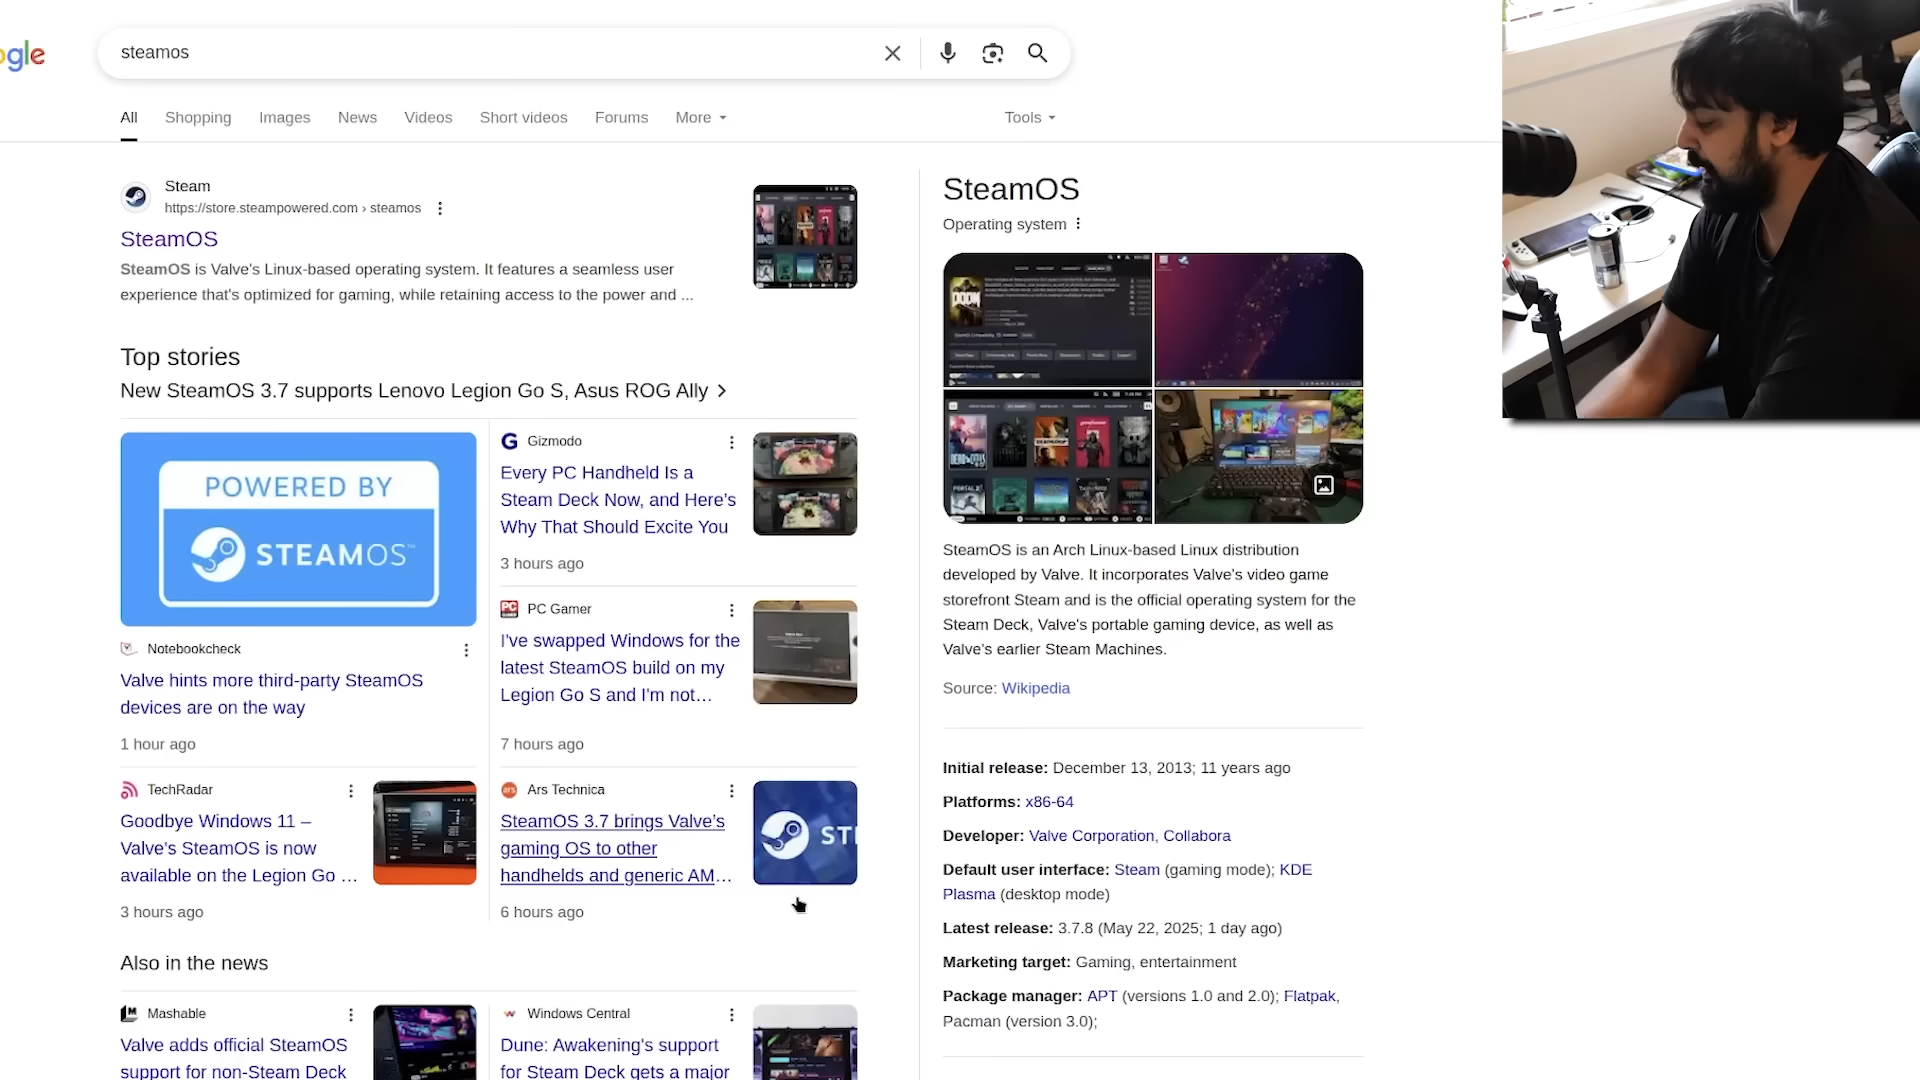 ogle
steamos
All
Shopping
Images
News
Videos
Short videos
Forums
More
Tools
Steam
https://store.steampowered.com › steamos
SteamOS
SteamOS is Valve's Linux-based operating system. It features a seamless user
experience that's optimized for gaming, while retaining access to the power and ...
Top stories
New SteamOS 3.7 supports Lenovo Legion Go S, Asus ROG Ally
POWERED BY
STEAMOS™
Notebookcheck
Valve hints more third-party SteamOS
devices are on the way
1 hour ago
Gizmodo
Every PC Handheld Is a
Steam Deck Now, and Here's
Why That Should Excite You
3 hours ago
PC
PC Gamer
I've swapped Windows for the
latest SteamOS build on my
Legion Go S and I'm not...
7 hours ago
TechRadar
Goodbye Windows 11 –
Valve's SteamOS is now
available on the Legion Go ...
3 hours ago
ars
Ars Technica
SteamOS 3.7 brings Valve's
gaming OS to other
handhelds and generic AM...
6 hours ago
STE
Also in the news
Mashable
Valve adds official SteamOS
support for non-Steam Deck
Windows Central
Dune: Awakening's support
for Steam Deck gets a major
SteamOS
Operating system
DOOM
SteamOS is an Arch Linux-based Linux distribution
developed by Valve. It incorporates Valve's video game
storefront Steam and is the official operating system for the
Steam Deck, Valve's portable gaming device, as well as
Valve's earlier Steam Machines.
Source: Wikipedia
Initial release: December 13, 2013; 11 years ago
Platforms: x86-64
Developer: Valve Corporation, Collabora
Default user interface: Steam (gaming mode); KDE
Plasma (desktop mode)
Latest release: 3.7.8 (May 22, 2025; 1 day ago)
Marketing target: Gaming, entertainment
Package manager: APT (versions 1.0 and 2.0); Flatpak,
Pacman (version 3.0);